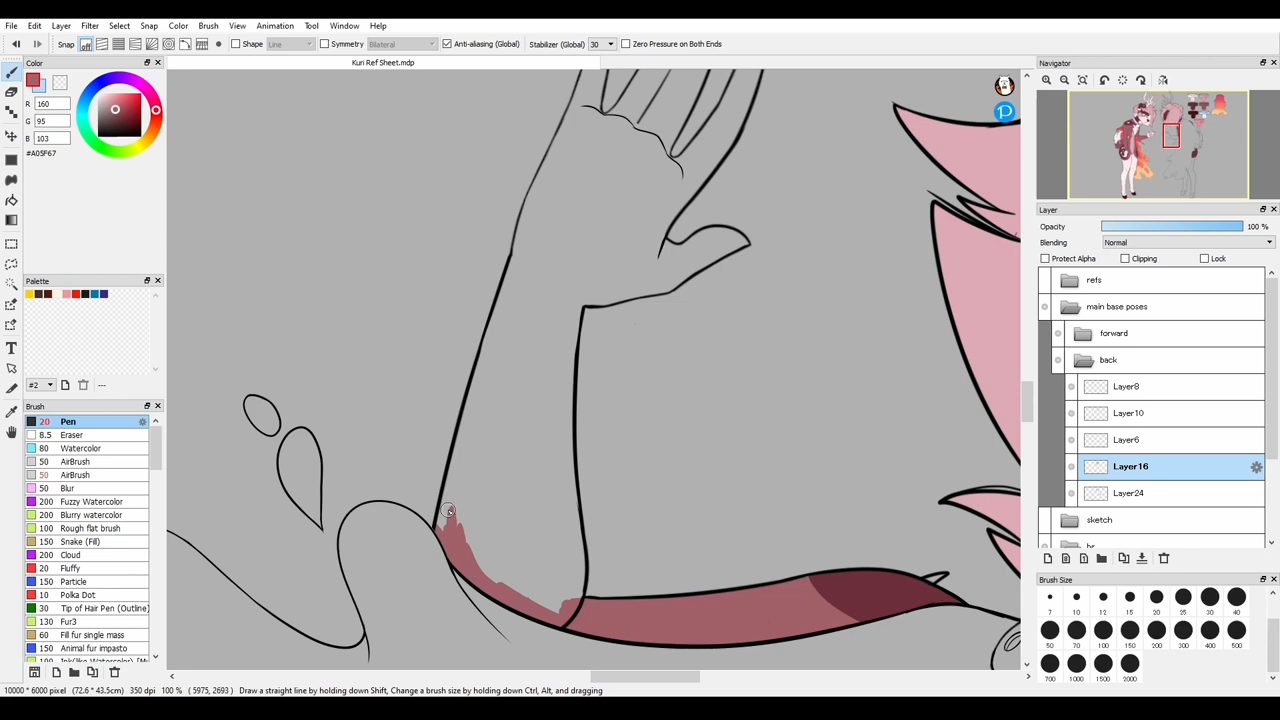 File Edit Layer Filter Select Snap Color Brush View Animation Tool Window Help
Snap off Shape Line Symmetry Bilateral Anti-aliasing (Global) Stabilizer (Global) 30 Zero Pressure on Both Ends
Color
Kuri Ref Sheet.mdp
Navigator
R 160
G 95
B 103
#A05F67
Layer
Opacity 100 %
Blending Normal
Protect Alpha Clipping Lock
refs
main base poses
forward
back
Layer8
Layer10
Layer6
Layer16
Layer24
sketch
Palette
#2 ---
Brush
20 Pen
8.5 Eraser
80 Watercolor
50 AirBrush
50 AirBrush
50 Blur
200 Fuzzy Watercolor
200 Blurry watercolor
100 Rough flat brush
150 Snake (Fill)
200 Cloud
20 Fluffy
150 Particle
10 Polka Dot
30 Tip of Hair Pen (Outline)
130 Fur3
60 Fill fur single mass
150 Animal fur impasto
Brush Size
7 10 12 15 20 25 30 40
50 70 100 150 200 300 400 500
700 1000 1500 2000
10000 * 6000 pixel (72.6 * 43.5cm) 350 dpi 100 % ( 5975, 2693 ) Draw a straight line by holding down Shift, Change a brush size by holding down Ctrl, Alt, and dragging